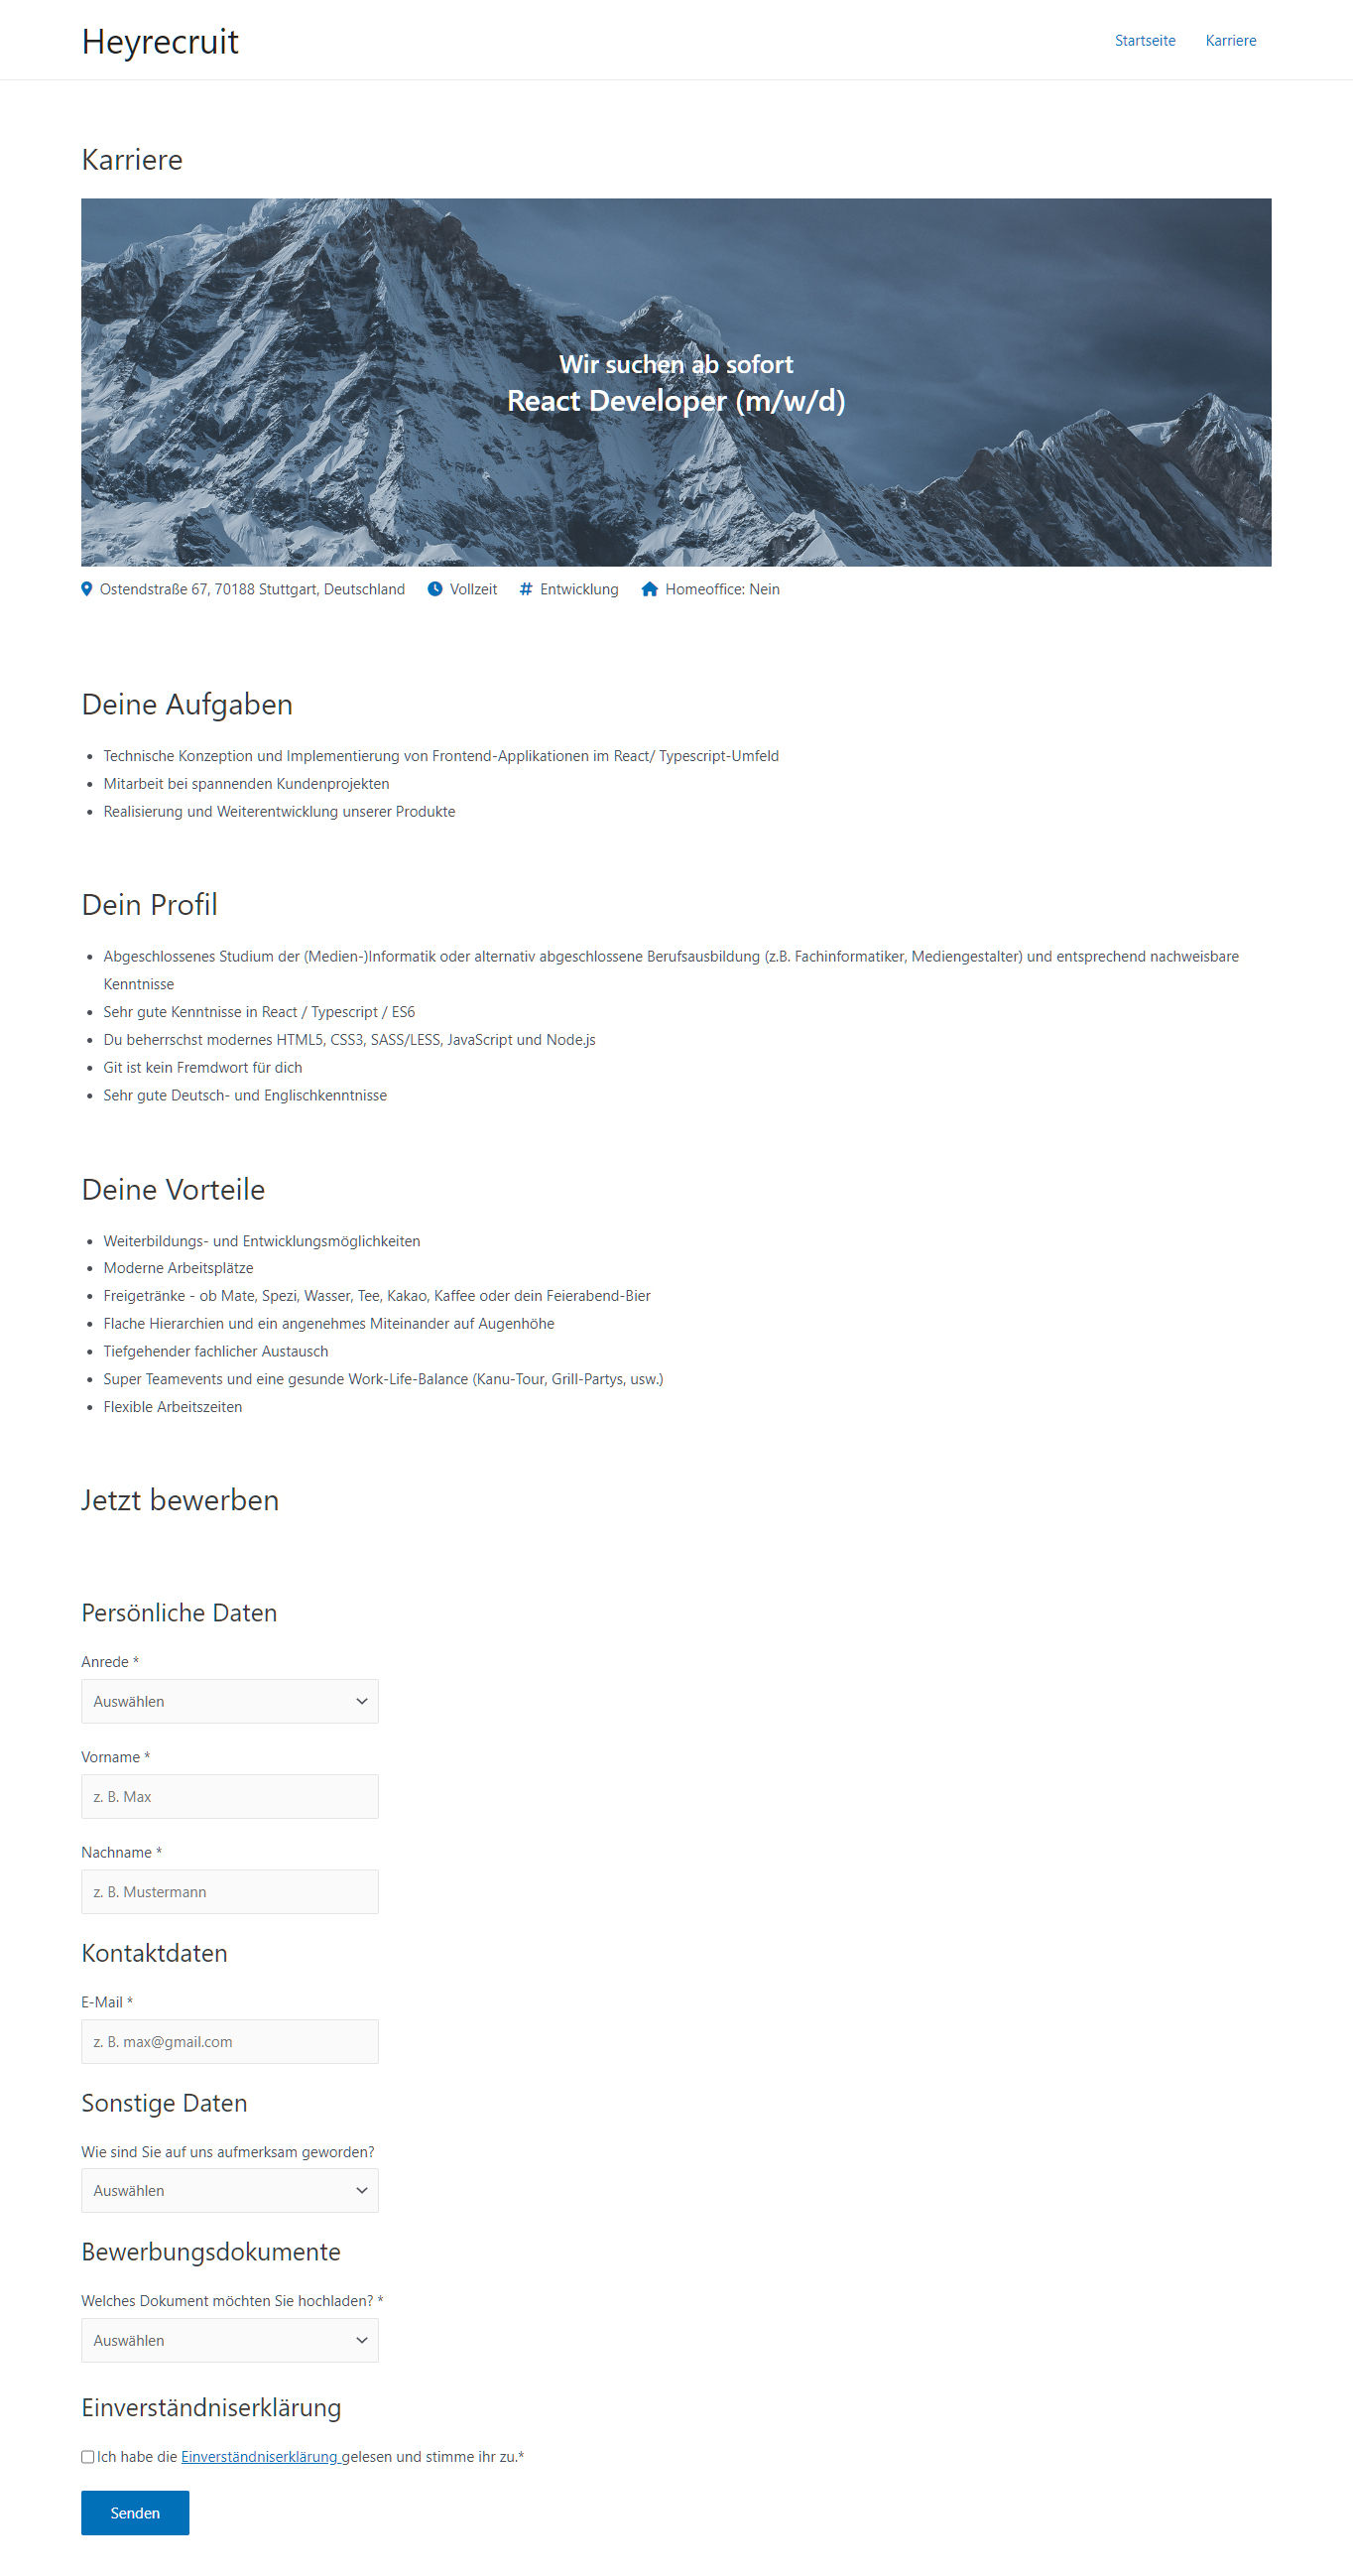 Heyrecruit
Startseite Karriere
Karriere
Wir suchen ab sofort
React Developer (m/w/d)
Ostendstraße 67, 70188 Stuttgart, Deutschland Vollzeit Entwicklung Homeoffice: Nein
Deine Aufgaben
• Technische Konzeption und Implementierung von Frontend-Applikationen im React/ Typescript-Umfeld
• Mitarbeit bei spannenden Kundenprojekten
• Realisierung und Weiterentwicklung unserer Produkte
Dein Profil
• Abgeschlossenes Studium der (Medien-)Informatik oder alternativ abgeschlossene Berufsausbildung (z.B. Fachinformatiker, Mediengestalter) und entsprechend nachweisbare
Kenntnisse
• Sehr gute Kenntnisse in React / Typescript / ES6
• Du beherrschst modernes HTML5, CSS3, SASS/LESS, JavaScript und Node.js
• Git ist kein Fremdwort für dich
• Sehr gute Deutsch- und Englischkenntnisse
Deine Vorteile
• Weiterbildungs- und Entwicklungsmöglichkeiten
• Moderne Arbeitsplätze
• Freigetränke - ob Mate, Spezi, Wasser, Tee, Kakao, Kaffee oder dein Feierabend-Bier
• Flache Hierarchien und ein angenehmes Miteinander auf Augenhöhe
• Tiefgehender fachlicher Austausch
• Super Teamevents und eine gesunde Work-Life-Balance (Kanu-Tour, Grill-Partys, usw.)
• Flexible Arbeitszeiten
Jetzt bewerben
Persönliche Daten
Anrede *
Auswählen
Vorname *
z. B. Max
Nachname *
z. B. Mustermann
Kontaktdaten
E-Mail *
z. B. max@gmail.com
Sonstige Daten
Wie sind Sie auf uns aufmerksam geworden?
Auswählen
Bewerbungsdokumente
Welches Dokument möchten Sie hochladen? *
Auswählen
Einverständniserklärung
Ich habe die Einverständniserklärung gelesen und stimme ihr zu.*
Senden